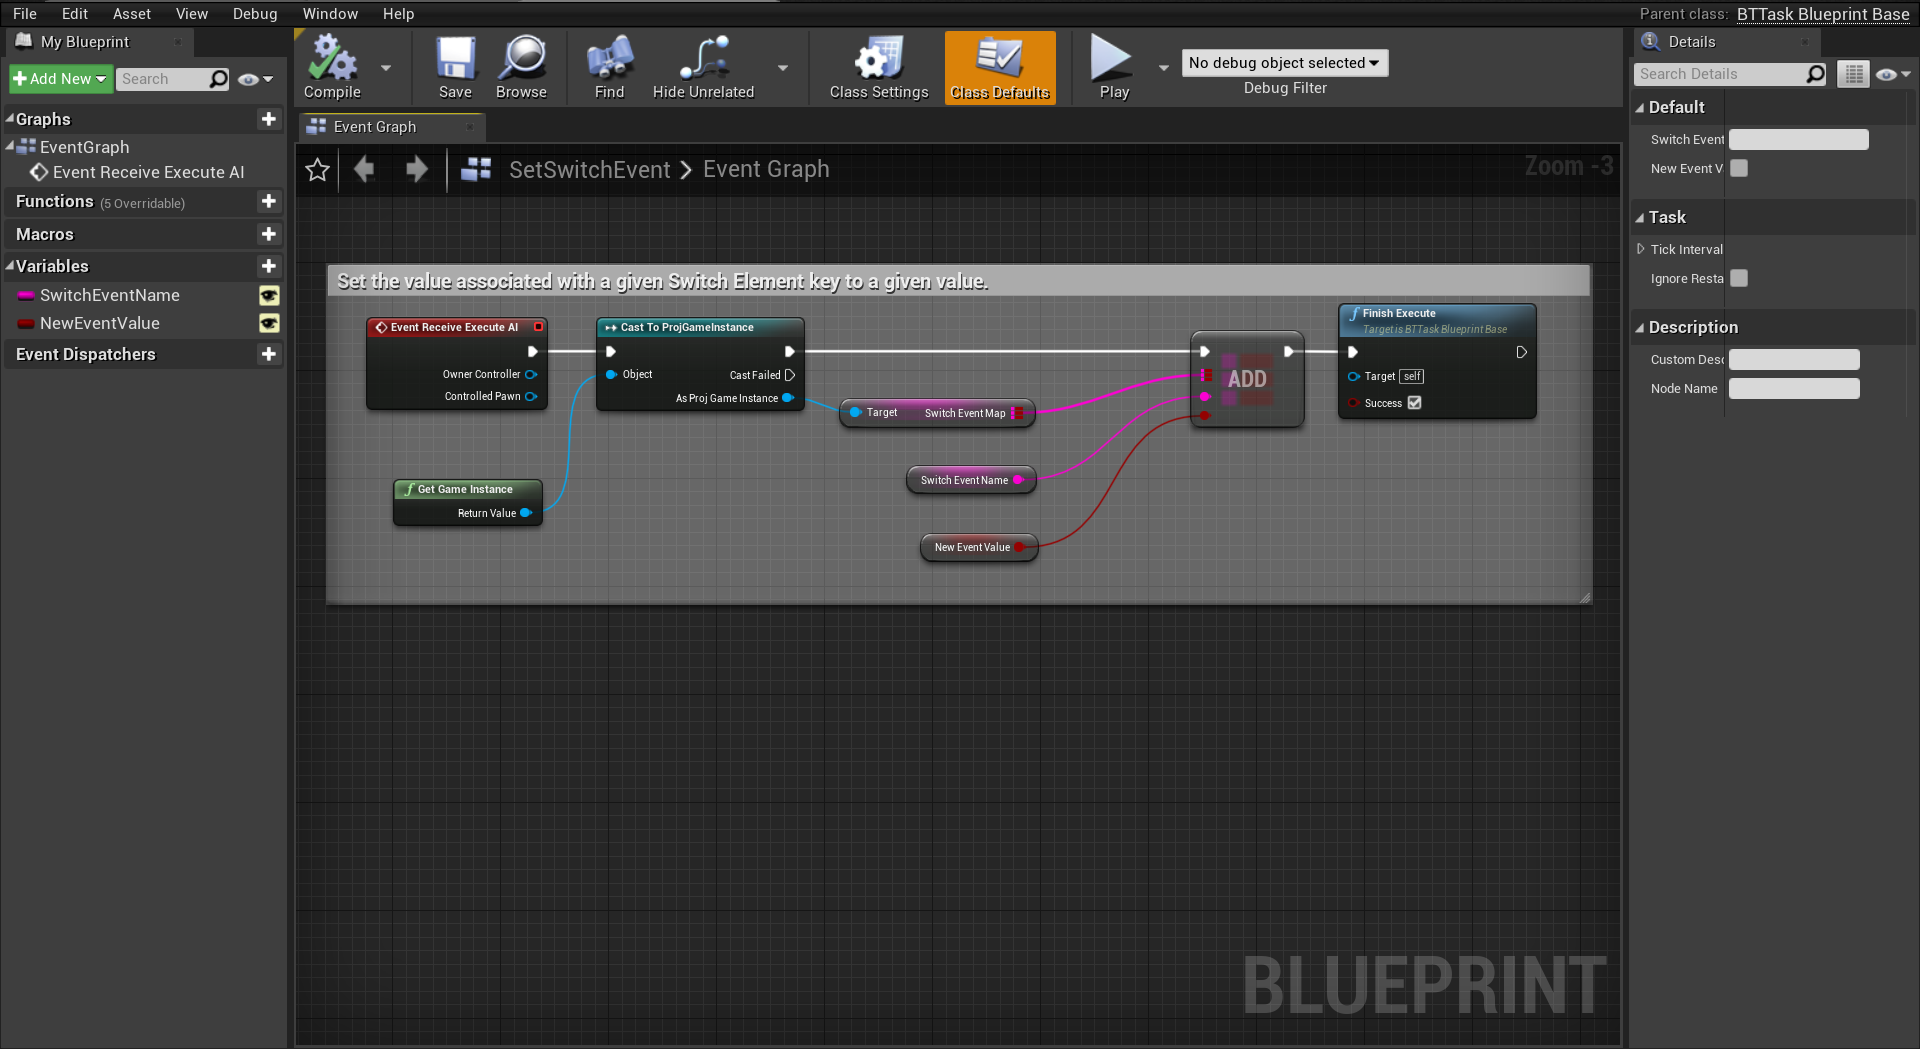 File Edit Asset View Debug Window Help
Parent class: BTTask Blueprint Base
My Blueprint
Add New Search
Graphs
EventGraph
Event Receive Execute AI
Functions (5 Overridable)
Macros
Variables
SwitchEventName
NewEventValue
Event Dispatchers
Compile Save Browse Find Hide Unrelated Class Settings Class Defaults Play
No debug object selected
Debug Filter
Event Graph
SetSwitchEvent > Event Graph
Zoom -3
Set the value associated with a given Switch Element key to a given value.
Event Receive Execute AI
Owner Controller
Controlled Pawn
Cast To ProjGameInstance
Object
Cast Failed
As Proj Game Instance
Get Game Instance
Return Value
Target Switch Event Map
Switch Event Name
New Event Value
ADD
Finish Execute
Target is BTTask Blueprint Base
Target self
Success
BLUEPRINT
Details
Search Details
Default
Switch Event
New Event V
Task
Tick Interval
Ignore Resta
Description
Custom Desc
Node Name